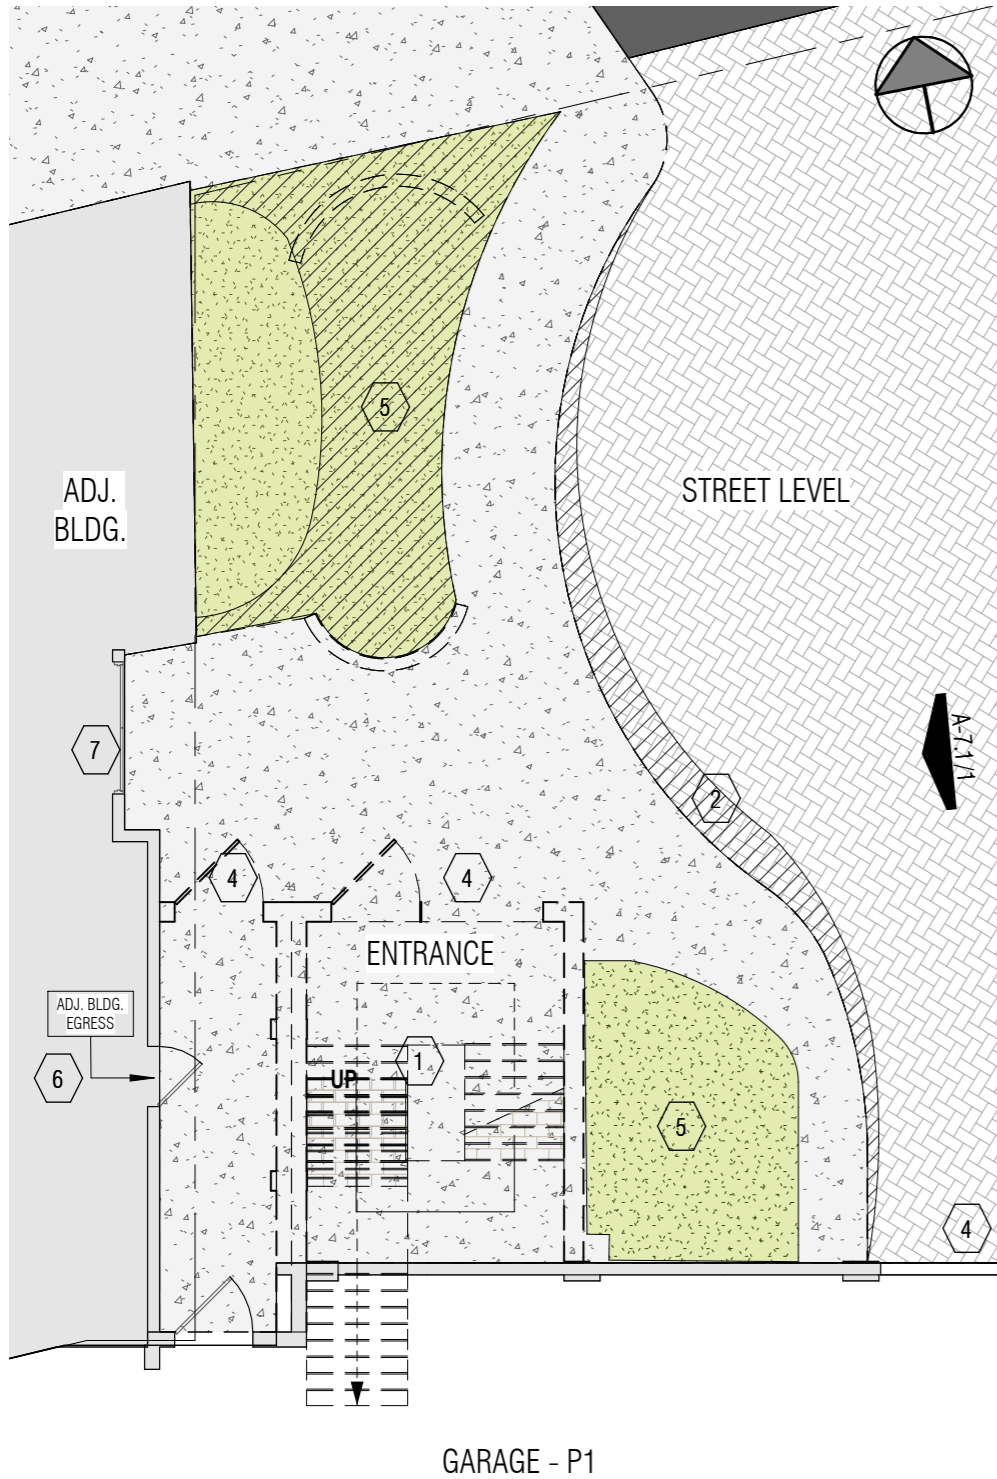 5
ADJ.
BLDG.
STREET LEVEL
A-7.1/1
7
2
4
4
ENTRANCE
ADJ. BLDG.
EGRESS
6
1
UP
5
4
GARAGE - P1